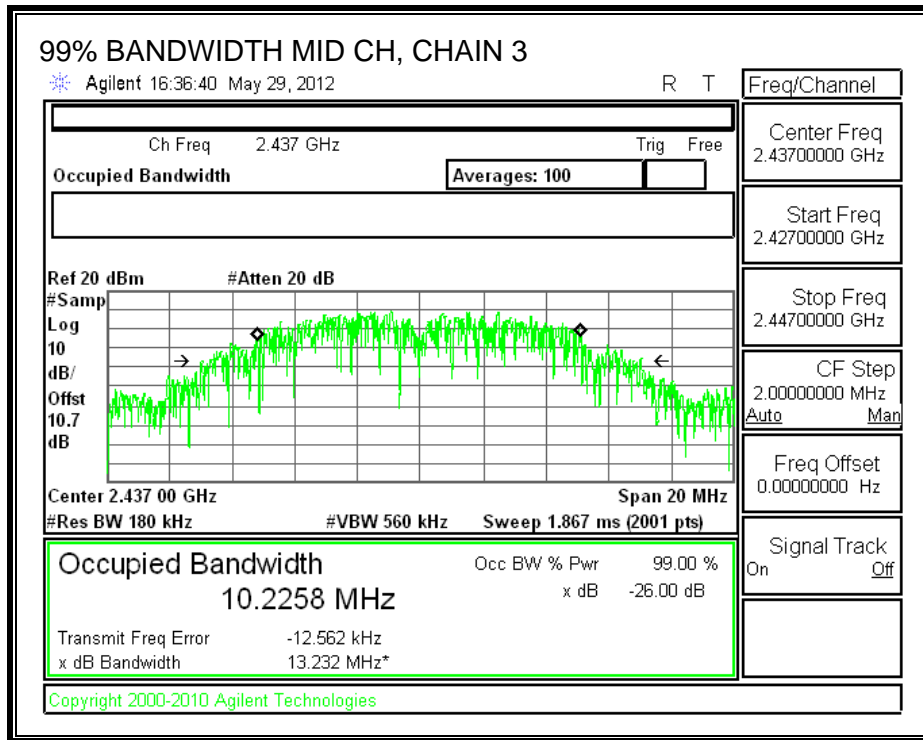 99% BANDWIDTH MID CH, CHAIN 3
Agilent 16:36:40 May 29, 2012 R T
Freq/Channel
Ch Freq 2.437 GHz Trig Free
Occupied Bandwidth Averages: 100
Center Freq
2.43700000 GHz
Start Freq
2.42700000 GHz
Stop Freq
2.44700000 GHz
CF Step
2.00000000 MHz
Auto Man
Freq Offset
0.00000000 Hz
Signal Track
On Off
Ref 20 dBm #Atten 20 dB
#Samp
Log
10
dB/
Offst
10.7
dB
Center 2.437 00 GHz Span 20 MHz
#Res BW 180 kHz #VBW 560 kHz Sweep 1.867 ms (2001 pts)
Occupied Bandwidth Occ BW % Pwr 99.00 %
10.2258 MHz x dB -26.00 dB
Transmit Freq Error -12.562 kHz
x dB Bandwidth 13.232 MHz*
Copyright 2000-2010 Agilent Technologies